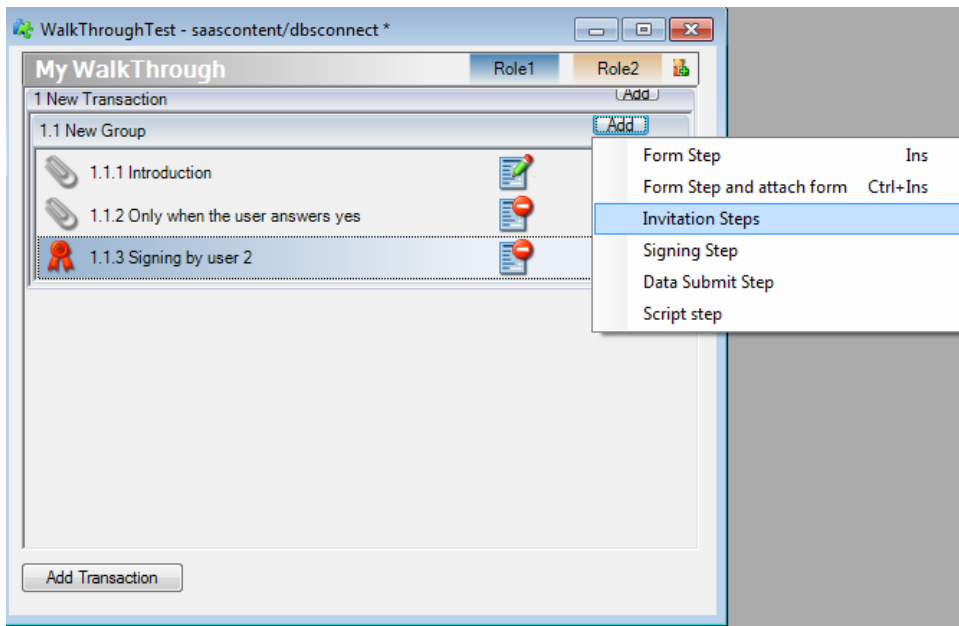 WalkThroughTest - saascontent/dbsconnect *
My WalkThrough Role1 Role2
1 New Transaction Add
1.1 New Group Add
1.1.1 Introduction
1.1.2 Only when the user answers yes
1.1.3 Signing by user 2
Form Step Ins
Form Step and attach form Ctrl+Ins
Invitation Steps
Signing Step
Data Submit Step
Script step
Add Transaction